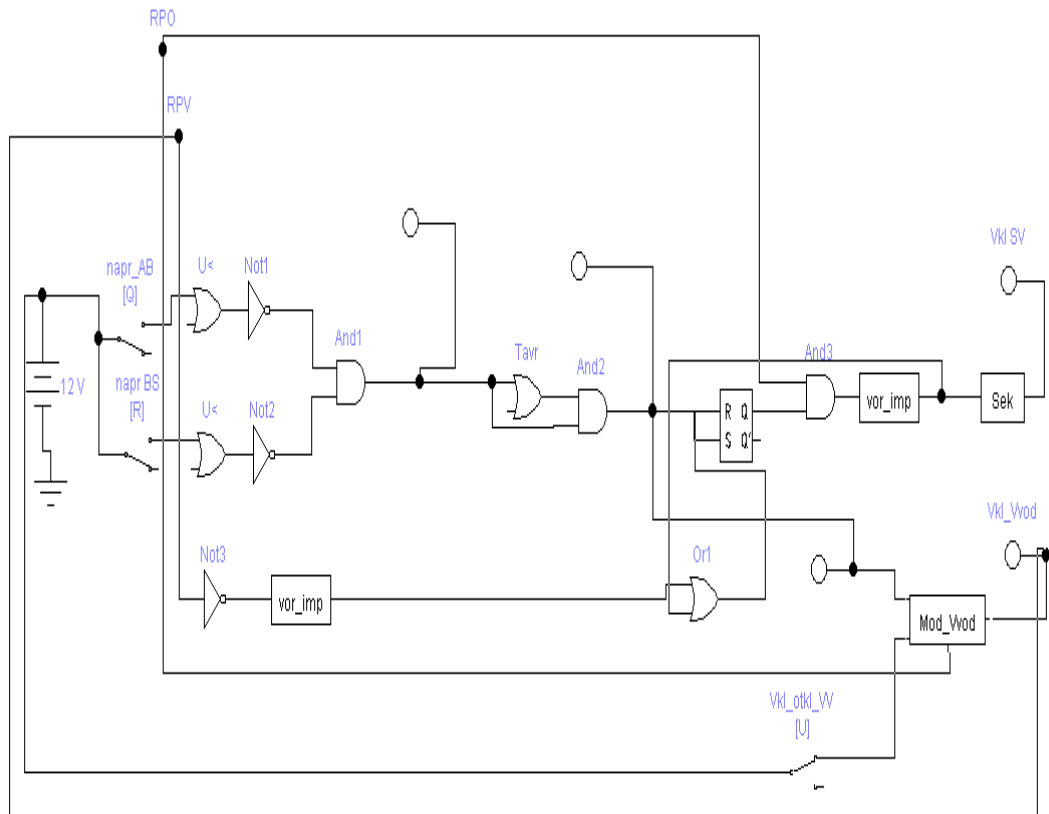 RPO
RPV
Vkl SV
napr_AB
[Q]
U<
Not1
And1
Tavr
And2
And3
12 V
napr BS
[R]
U<
Not2
R Q
S Q'
vor_imp
Sek
Vkl_Vvod
Not3
vor_imp
Or1
Mod_Vvod
Vkl_otkl_VV
[U]